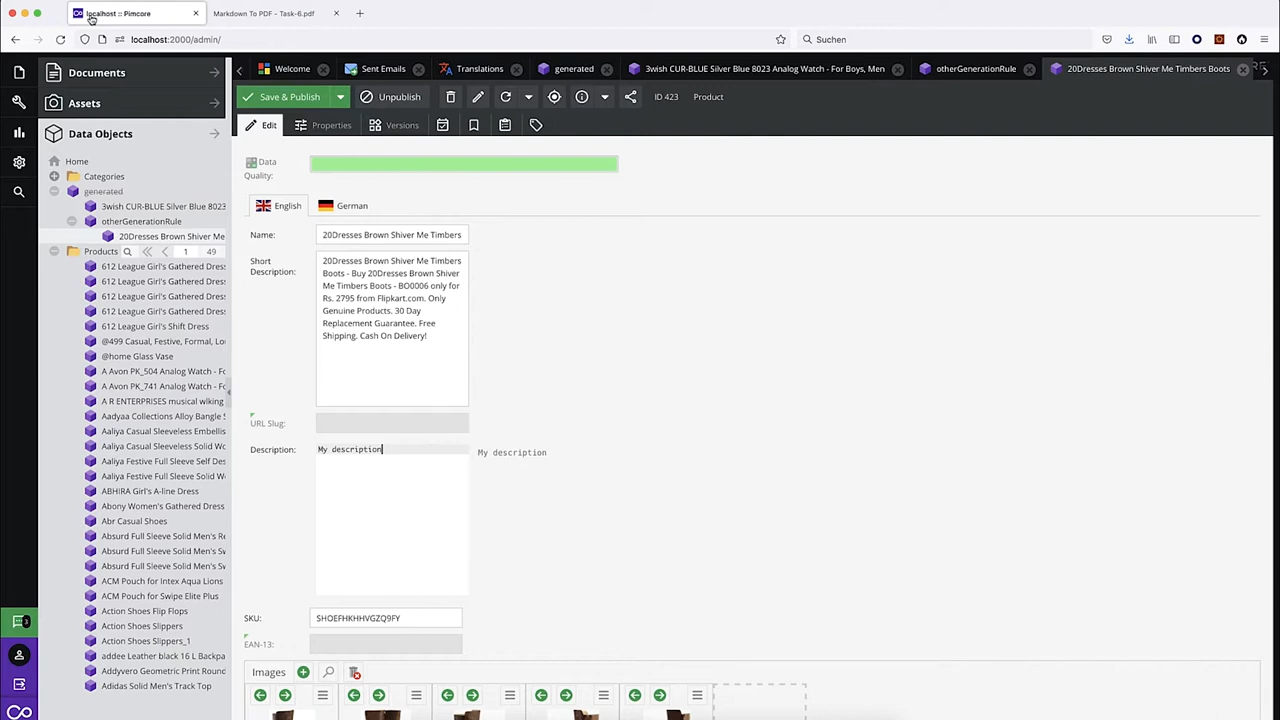 localhost :: Pimcore
Markdown To PDF - Task-6.pdf
localhost:2000/admin/
Suchen
Documents
Assets
Data Objects
Home
Categories
generated
3wish CUR-BLUE Silver Blue 8023
otherGenerationRule
20Dresses Brown Shiver Me
Products
1
49
612 League Girl's Gathered Dress
612 League Girl's Gathered Dress
612 League Girl's Gathered Dress
612 League Girl's Gathered Dress
612 League Girl's Shift Dress
@499 Casual, Festive, Formal, Lo
@home Glass Vase
A Avon PK_504 Analog Watch - Fo
A Avon PK_741 Analog Watch - Fo
A R ENTERPRISES musical wlking
Aadyaa Collections Alloy Bangle S
Aaliya Casual Sleeveless Embellis
Aaliya Casual Sleeveless Solid Wo
Aaliya Festive Full Sleeve Self Des
Aaliya Festive Full Sleeve Solid W
ABHIRA Girl's A-line Dress
Abony Women's Gathered Dress
Abr Casual Shoes
Absurd Full Sleeve Solid Men's Re
Absurd Full Sleeve Solid Men's Sw
Absurd Full Sleeve Solid Men's Sw
ACM Pouch for Intex Aqua Lions
ACM Pouch for Swipe Elite Plus
Action Shoes Flip Flops
Action Shoes Slippers
Action Shoes Slippers_1
addee Leather black 16 L Backpa
Addyvero Geometric Print Round
Adidas Solid Men's Track Top
Welcome
Sent Emails
Translations
generated
3wish CUR-BLUE Silver Blue 8023 Analog Watch - For Boys, Men
otherGenerationRule
20Dresses Brown Shiver Me Timbers Boots
Save & Publish
Unpublish
ID 423
Product
Edit
Properties
Versions
Data
Quality:
English
German
Name:
20Dresses Brown Shiver Me Timbers
Short
Description:
20Dresses Brown Shiver Me Timbers
Boots - Buy 20Dresses Brown Shiver
Me Timbers Boots - BO0006 only for
Rs. 2795 from Flipkart.com. Only
Genuine Products. 30 Day
Replacement Guarantee. Free
Shipping. Cash On Delivery!
URL Slug:
Description:
My description
My description
SKU:
SHOEFHKHHVGZQ9FY
EAN-13:
Images